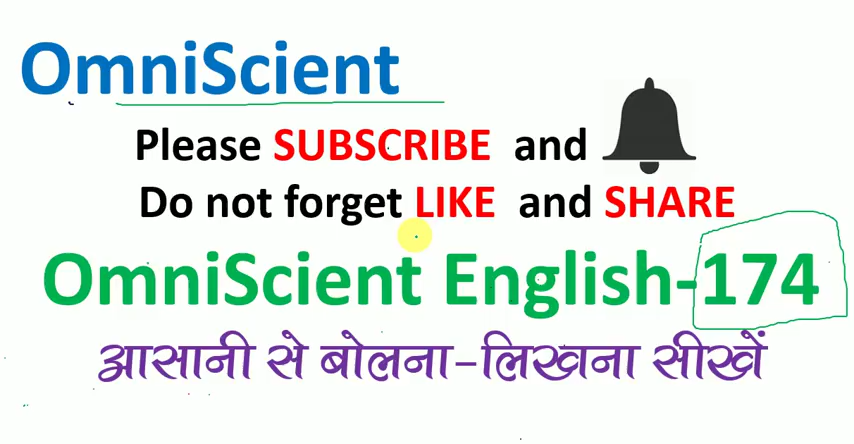 OmniScient
Please SUBSCRIBE and
Do not forget LIKE and SHARE
OmniScient English-174
आसानी से बोलना-लिखना सीखें